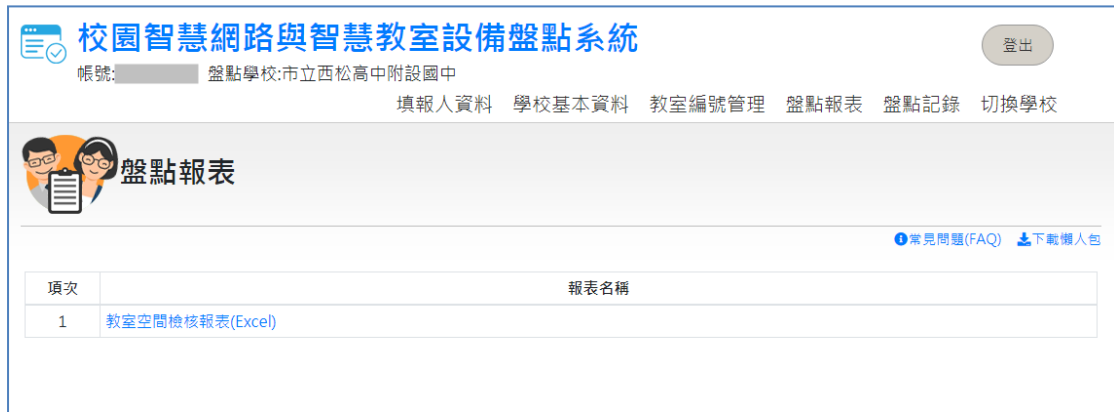 校園智慧網路與智慧教室設備盤點系統
登出
帳號: 盤點學校:市立西松高中附設國中
填報人資料 學校基本資料 教室編號管理 盤點報表 盤點記錄 切換學校
盤點報表
常見問題(FAQ) 下載懶人包
項次 報表名稱
1 教室空間檢核報表(Excel)